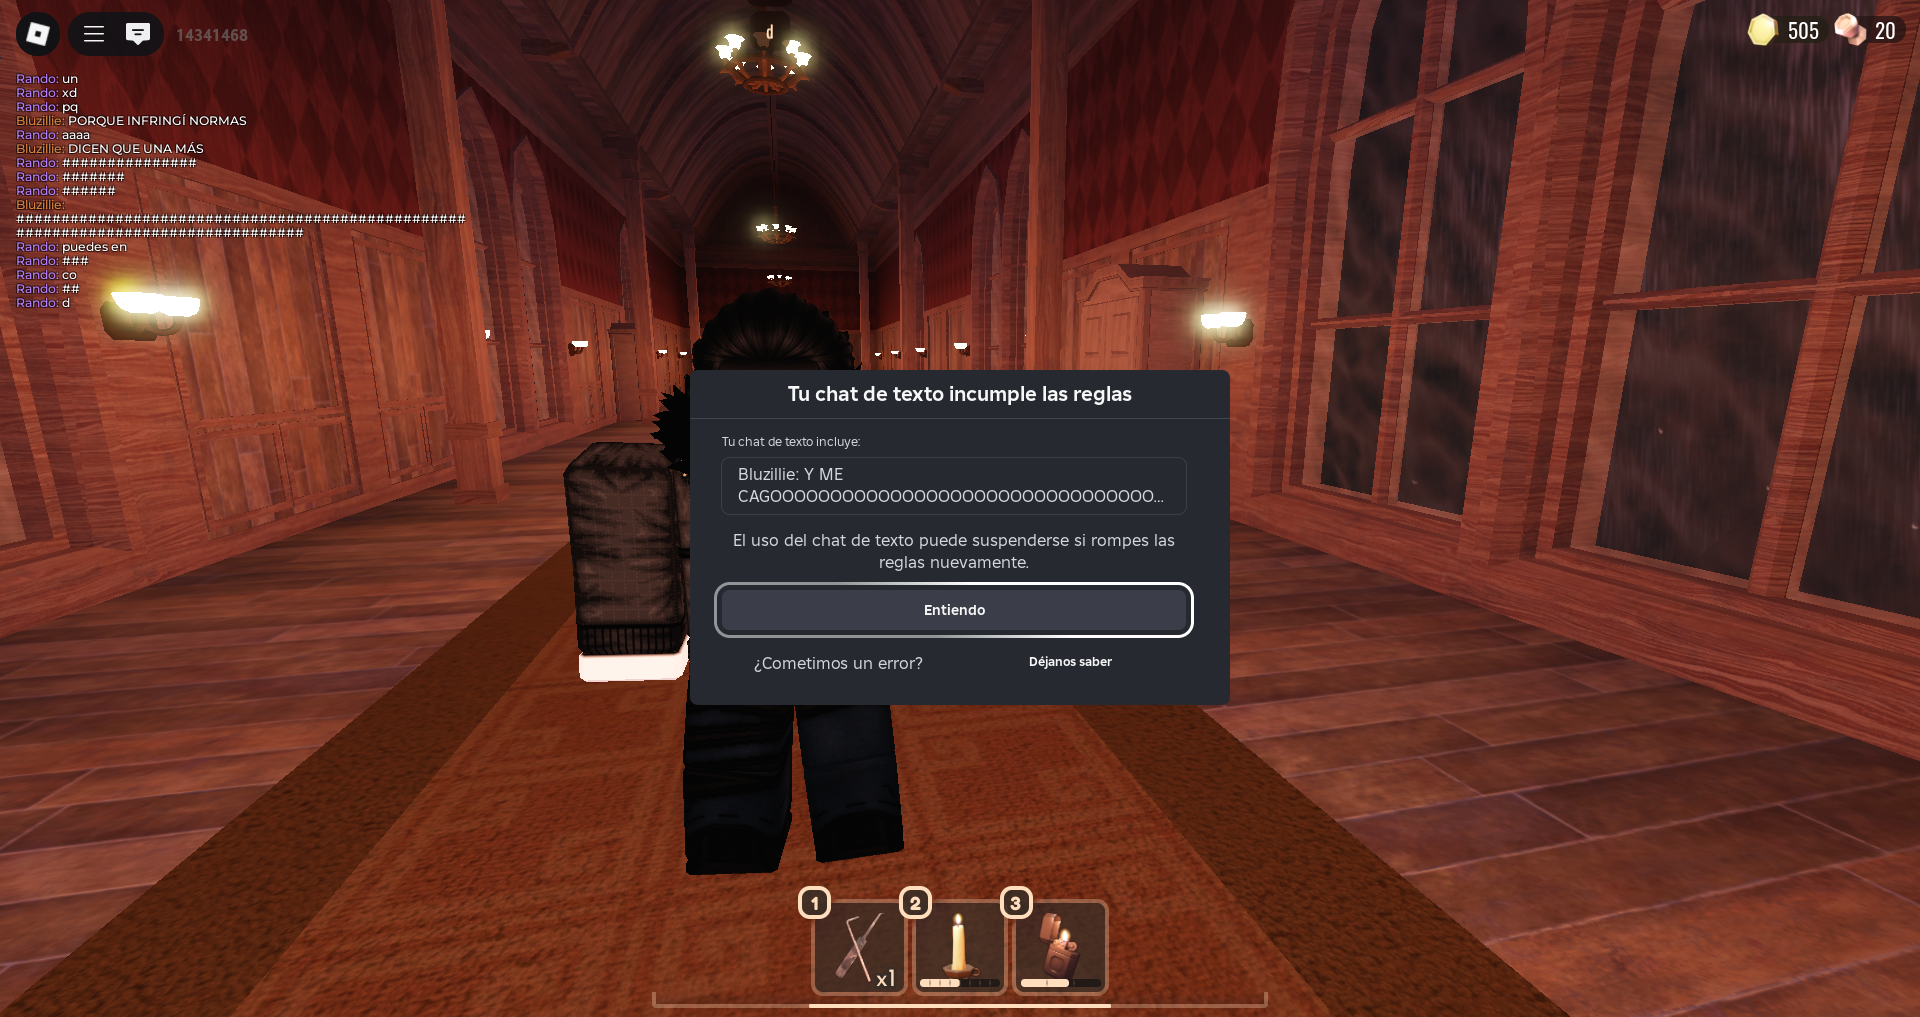 14341468
505
20
d
Rando: un
Rando: xd
Rando: pq
Bluzillie: PORQUE INFRINGÍ NORMAS
Rando: aaaa
Bluzillie: DICEN QUE UNA MÁS
Rando: ###############
Rando: #######
Rando: ######
Bluzillie:
##################################################
################################
Rando: puedes en
Rando: ###
Rando: co
Rando: ##
Rando: d
Tu chat de texto incumple las reglas
Tu chat de texto incluye:
Bluzillie: Y ME
CAGOOOOOOOOOOOOOOOOOOOOOOOOOOOOOOOO...
El uso del chat de texto puede suspenderse si rompes las
reglas nuevamente.
Entiendo
¿Cometimos un error?
Déjanos saber
1
2
3
x1